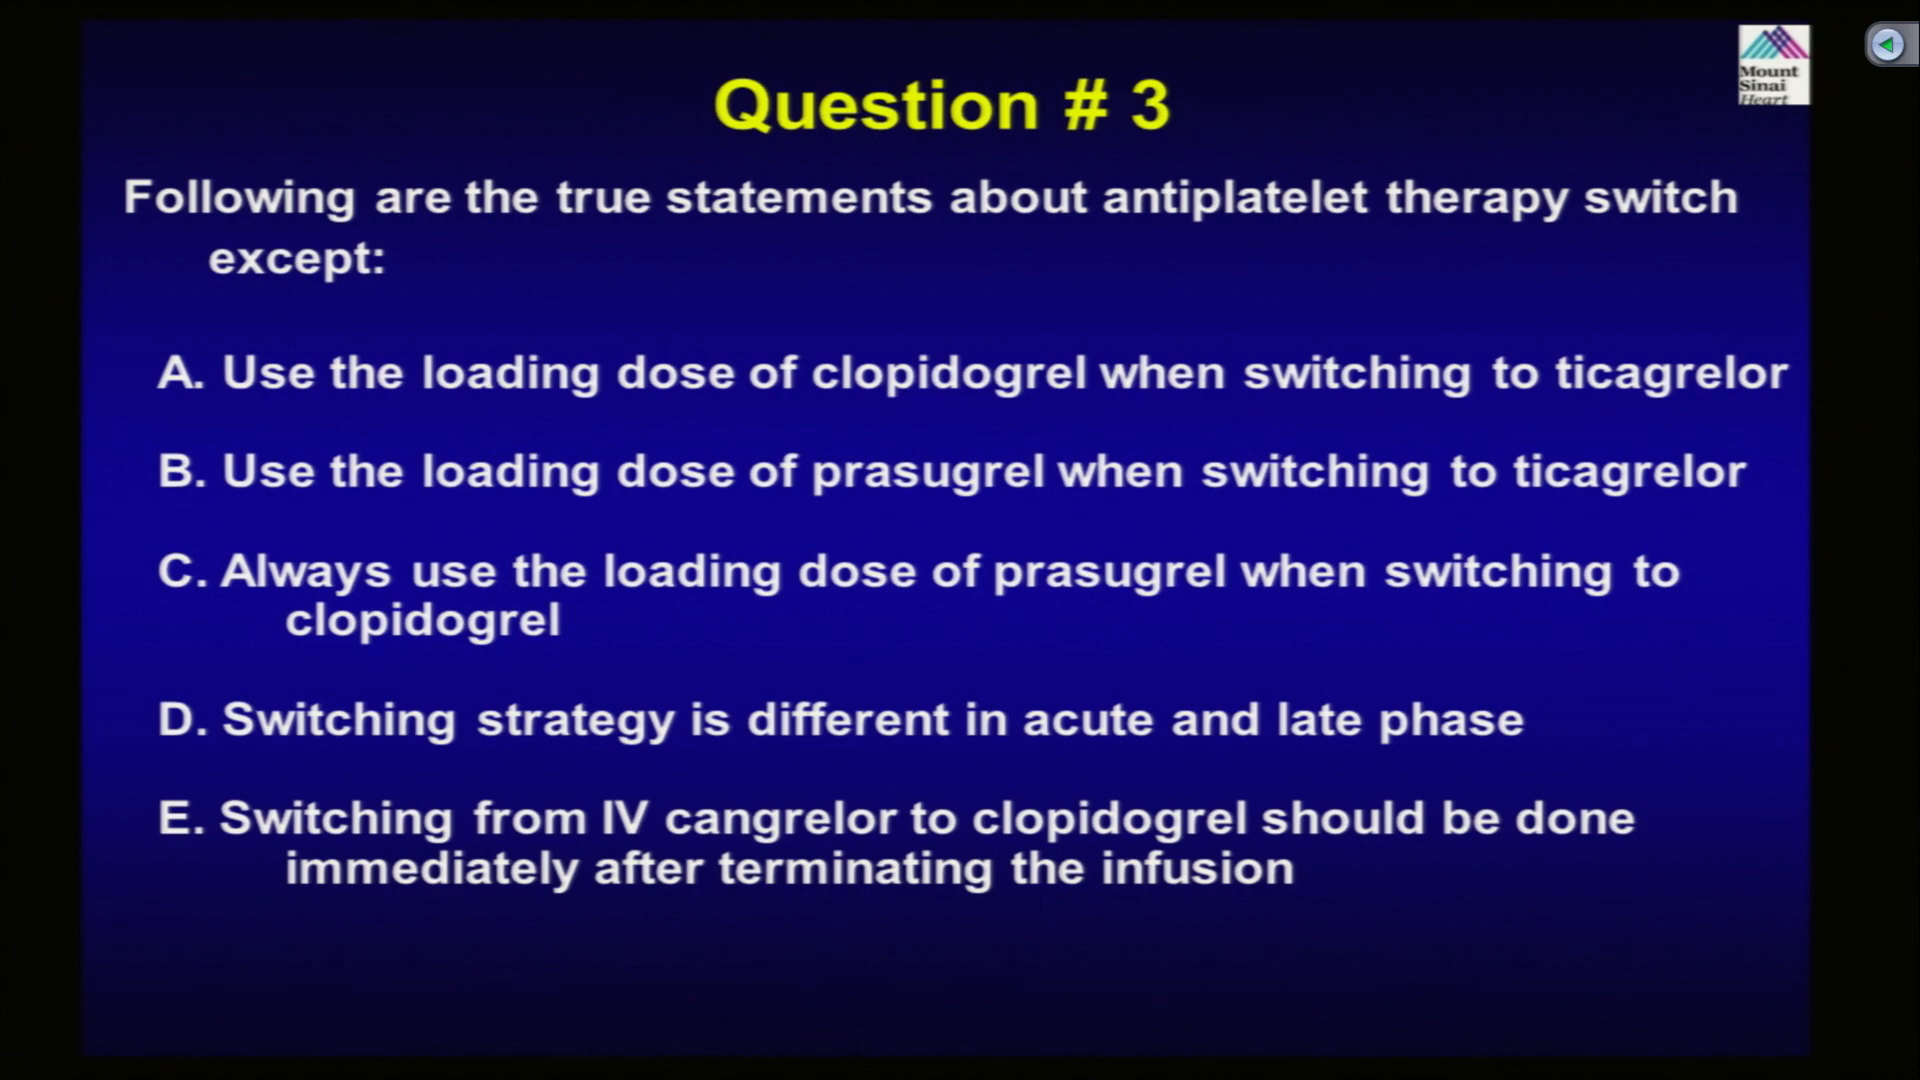 Mount
Sinai
Heart
Question # 3
Following are the true statements about antiplatelet therapy switch
except:
A. Use the loading dose of clopidogrel when switching to ticagrelor
B. Use the loading dose of prasugrel when switching to ticagrelor
C. Always use the loading dose of prasugrel when switching to
clopidogrel
D. Switching strategy is different in acute and late phase
E. Switching from IV cangrelor to clopidogrel should be done
immediately after terminating the infusion